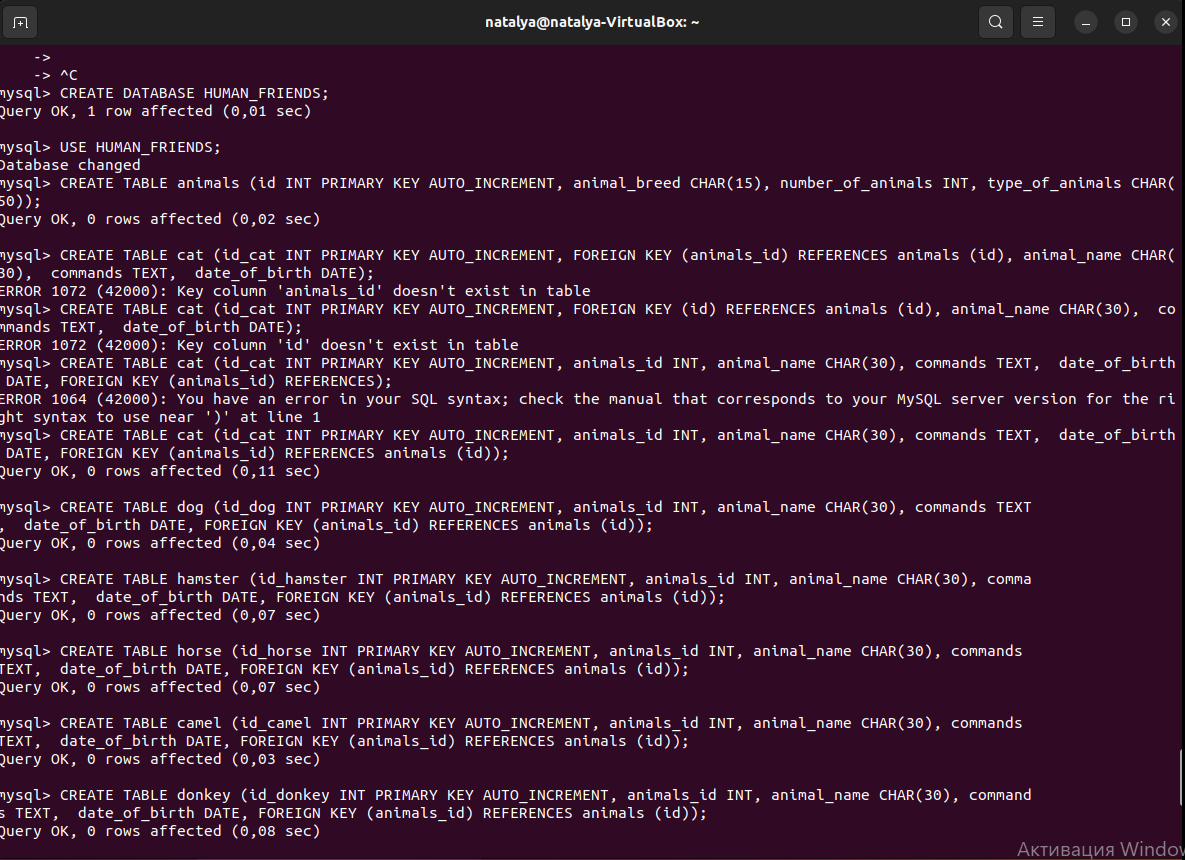 natalya@natalya-VirtualBox: ~
->
-> ^C
mysql> CREATE DATABASE HUMAN_FRIENDS;
Query OK, 1 row affected (0,01 sec)
mysql> USE HUMAN_FRIENDS;
Database changed
mysql> CREATE TABLE animals (id INT PRIMARY KEY AUTO_INCREMENT, animal_breed CHAR(15), number_of_animals INT, type_of_animals CHAR(
50));
Query OK, 0 rows affected (0,02 sec)
mysql> CREATE TABLE cat (id_cat INT PRIMARY KEY AUTO_INCREMENT, FOREIGN KEY (animals_id) REFERENCES animals (id), animal_name CHAR(
30),  commands TEXT,  date_of_birth DATE);
ERROR 1072 (42000): Key column 'animals_id' doesn't exist in table
mysql> CREATE TABLE cat (id_cat INT PRIMARY KEY AUTO_INCREMENT, FOREIGN KEY (id) REFERENCES animals (id), animal_name CHAR(30),  co
mmands TEXT,  date_of_birth DATE);
ERROR 1072 (42000): Key column 'id' doesn't exist in table
mysql> CREATE TABLE cat (id_cat INT PRIMARY KEY AUTO_INCREMENT, animals_id INT, animal_name CHAR(30), commands TEXT,  date_of_birth
DATE, FOREIGN KEY (animals_id) REFERENCES);
ERROR 1064 (42000): You have an error in your SQL syntax; check the manual that corresponds to your MySQL server version for the ri
ght syntax to use near ')' at line 1
mysql> CREATE TABLE cat (id_cat INT PRIMARY KEY AUTO_INCREMENT, animals_id INT, animal_name CHAR(30), commands TEXT,  date_of_birth
DATE, FOREIGN KEY (animals_id) REFERENCES animals (id));
Query OK, 0 rows affected (0,11 sec)
mysql> CREATE TABLE dog (id_dog INT PRIMARY KEY AUTO_INCREMENT, animals_id INT, animal_name CHAR(30), commands TEXT
,  date_of_birth DATE, FOREIGN KEY (animals_id) REFERENCES animals (id));
Query OK, 0 rows affected (0,04 sec)
mysql> CREATE TABLE hamster (id_hamster INT PRIMARY KEY AUTO_INCREMENT, animals_id INT, animal_name CHAR(30), comma
nds TEXT,  date_of_birth DATE, FOREIGN KEY (animals_id) REFERENCES animals (id));
Query OK, 0 rows affected (0,07 sec)
mysql> CREATE TABLE horse (id_horse INT PRIMARY KEY AUTO_INCREMENT, animals_id INT, animal_name CHAR(30), commands
TEXT,  date_of_birth DATE, FOREIGN KEY (animals_id) REFERENCES animals (id));
Query OK, 0 rows affected (0,07 sec)
mysql> CREATE TABLE camel (id_camel INT PRIMARY KEY AUTO_INCREMENT, animals_id INT, animal_name CHAR(30), commands
TEXT,  date_of_birth DATE, FOREIGN KEY (animals_id) REFERENCES animals (id));
Query OK, 0 rows affected (0,03 sec)
mysql> CREATE TABLE donkey (id_donkey INT PRIMARY KEY AUTO_INCREMENT, animals_id INT, animal_name CHAR(30), command
s TEXT,  date_of_birth DATE, FOREIGN KEY (animals_id) REFERENCES animals (id));
Query OK, 0 rows affected (0,08 sec)
Активация Window